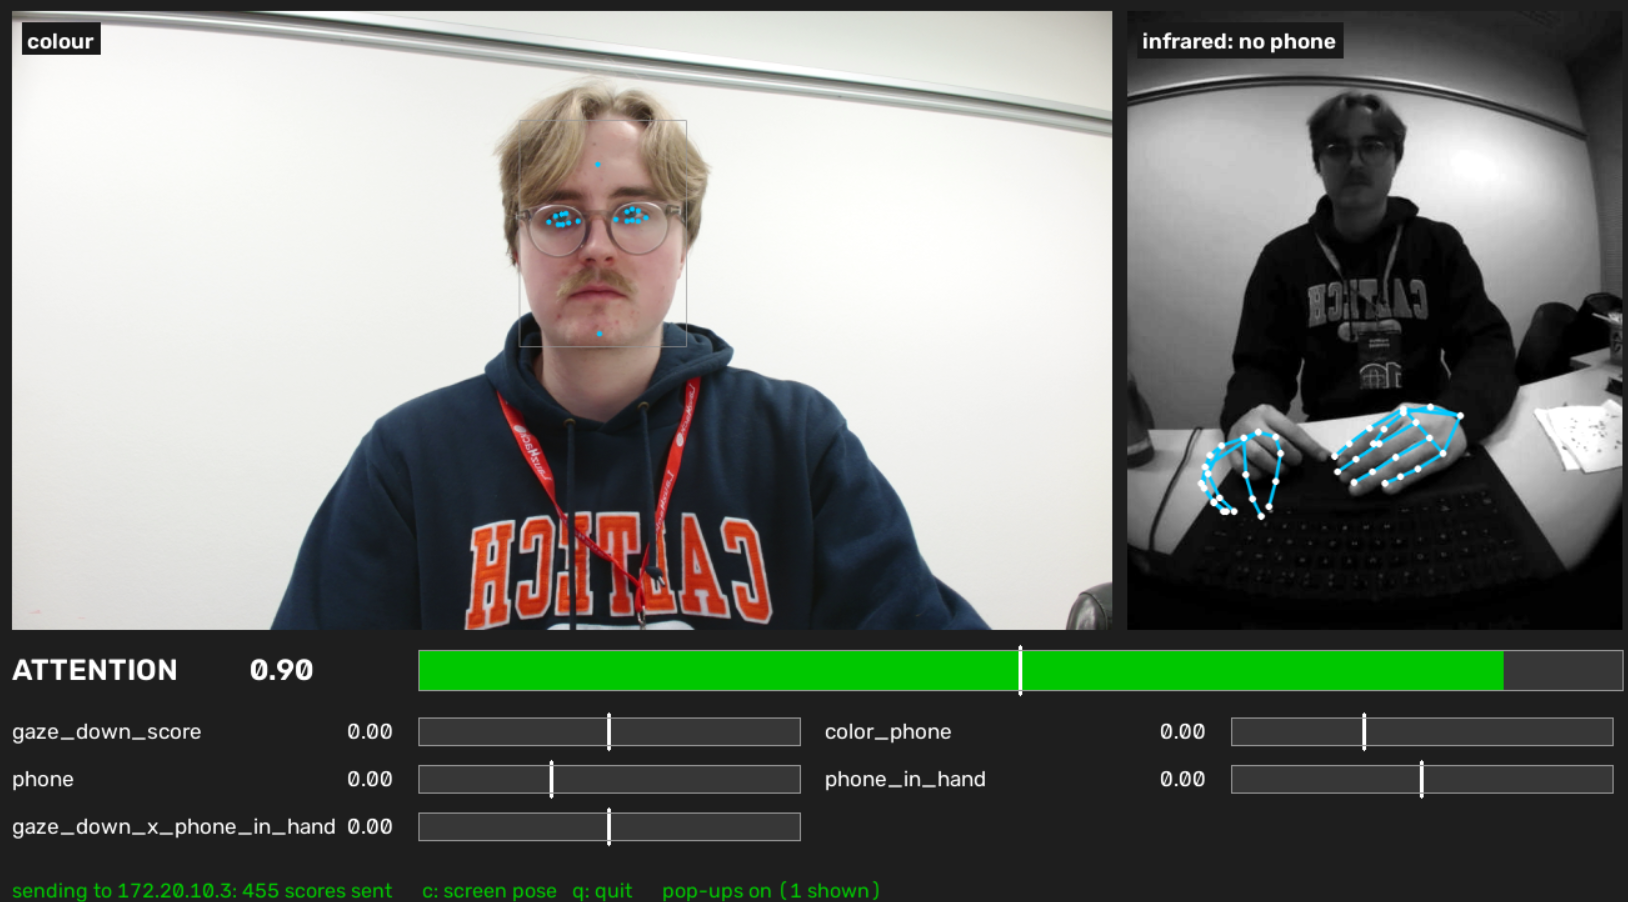 colour
infrared: no phone
CALTECH
CALTECH
ATTENTION 0.90
gaze_down_score 0.00
color_phone 0.00
phone 0.00
phone_in_hand 0.00
gaze_down_x_phone_in_hand 0.00
sending to 172.20.10.3: 455 scores sent c: screen pose q: quit pop-ups on (1 shown)